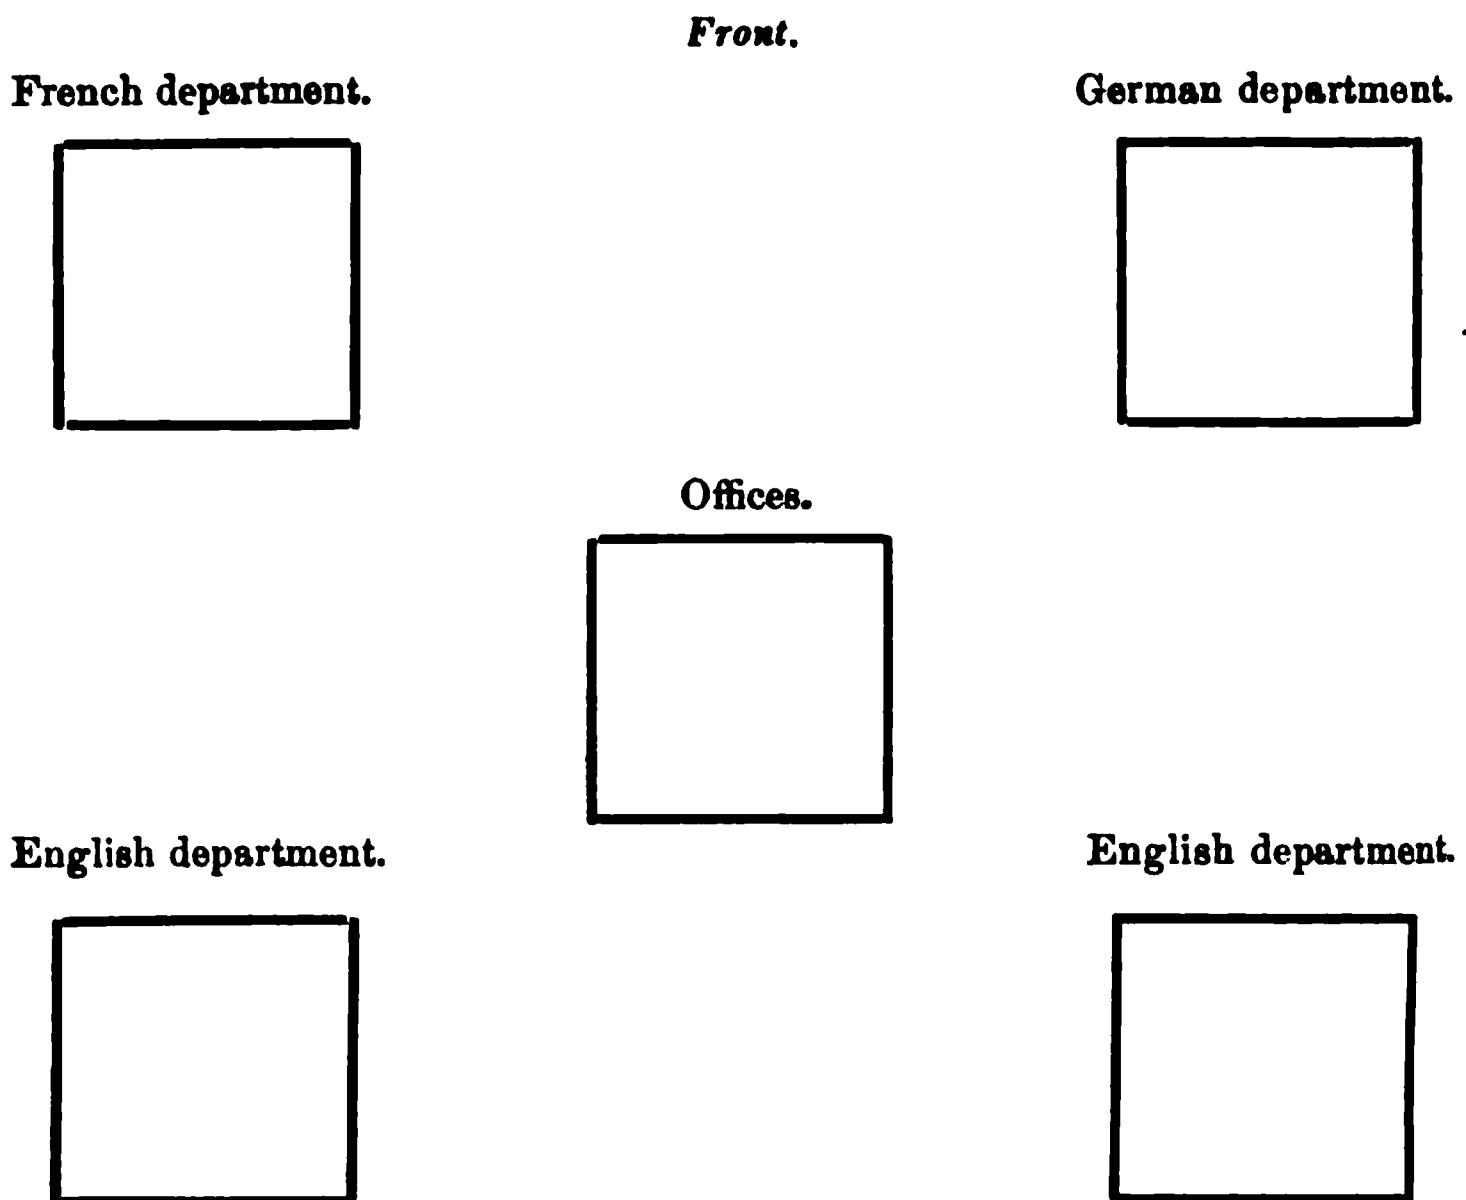 Front.
French department.
German department.
Offices.
English department.
English department.